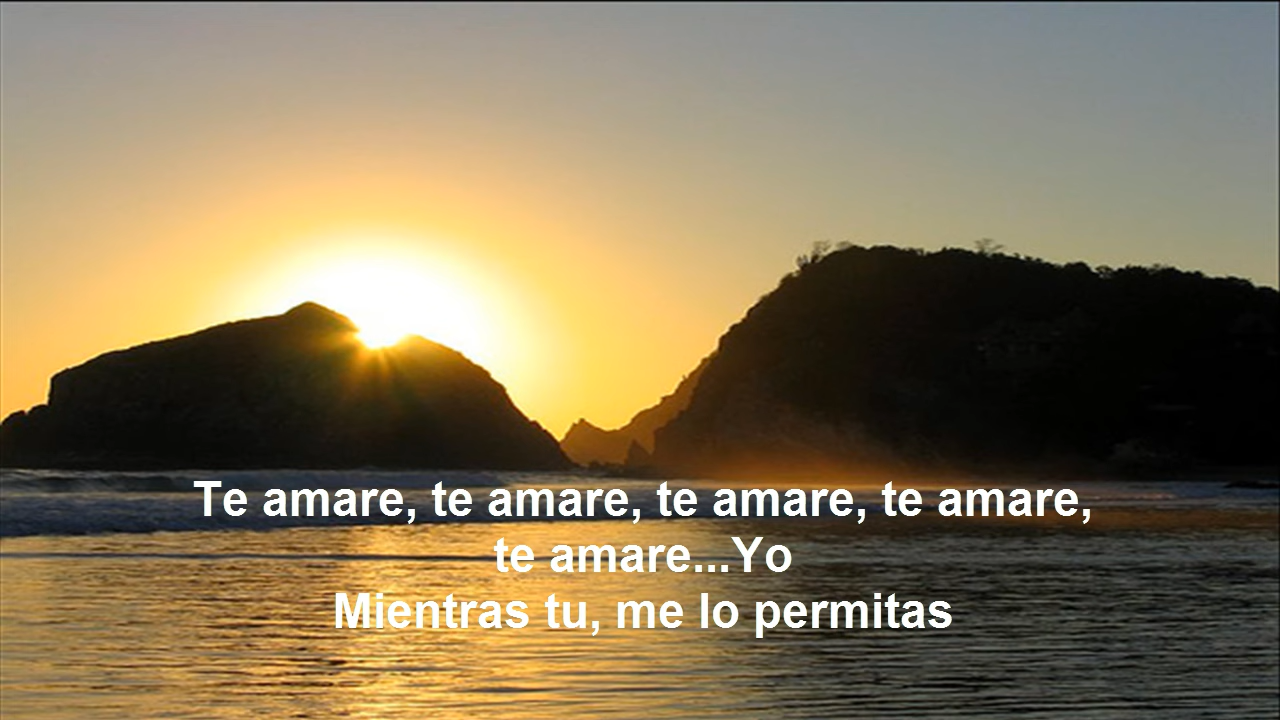 Te amare, te amare, te amare, te amare,
te amare...Yo
Mientras tu, me lo permitas